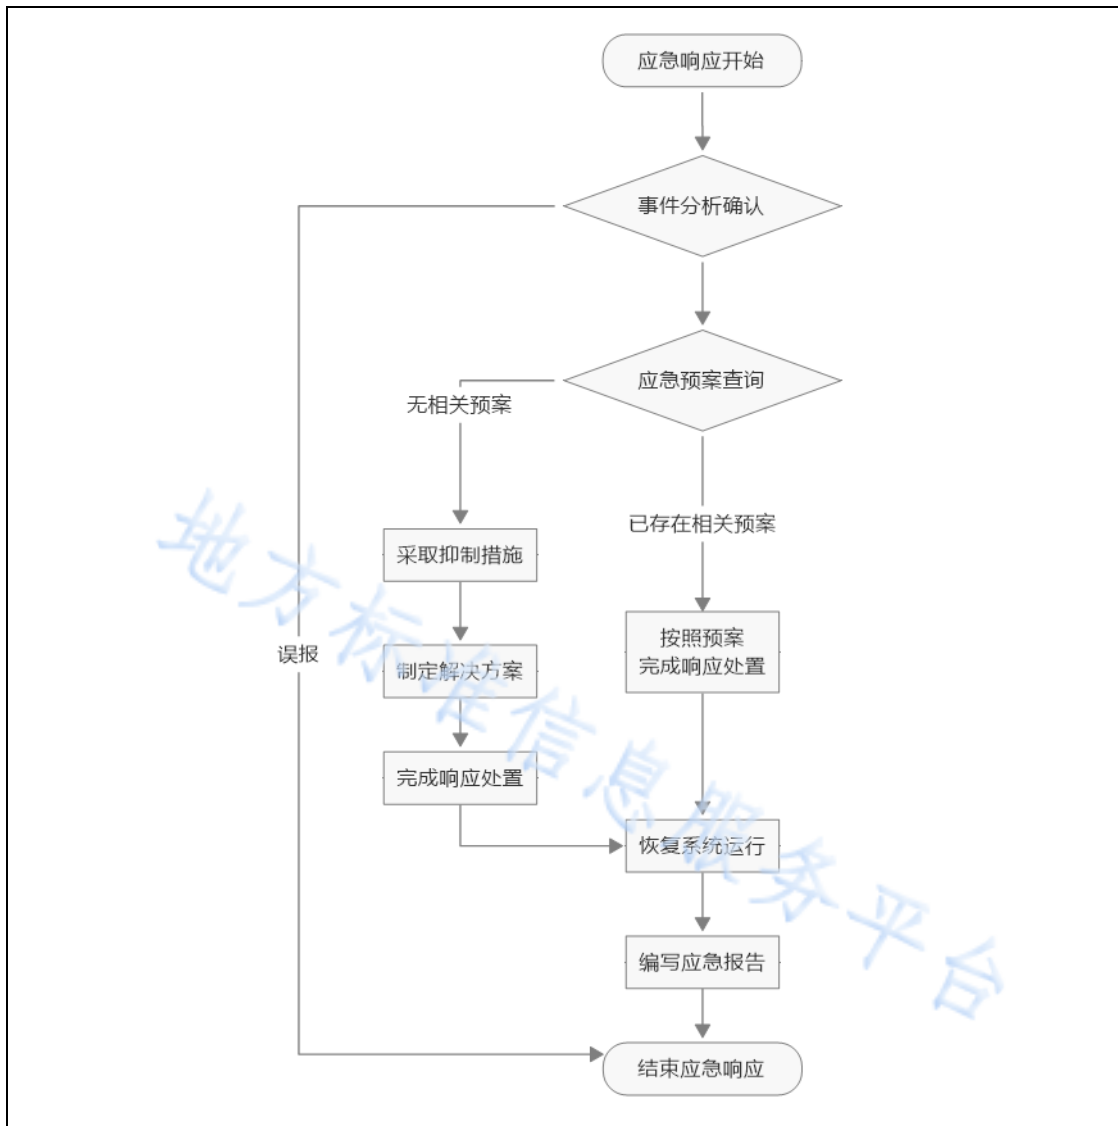 应急响应开始
事件分析确认
应急预案查询
无相关预案
已存在相关预案
采取抑制措施
按照预案
完成响应处置
误报
制定解决方案
完成响应处置
恢复系统运行
编写应急报告
结束应急响应
地方标准信息服务平台